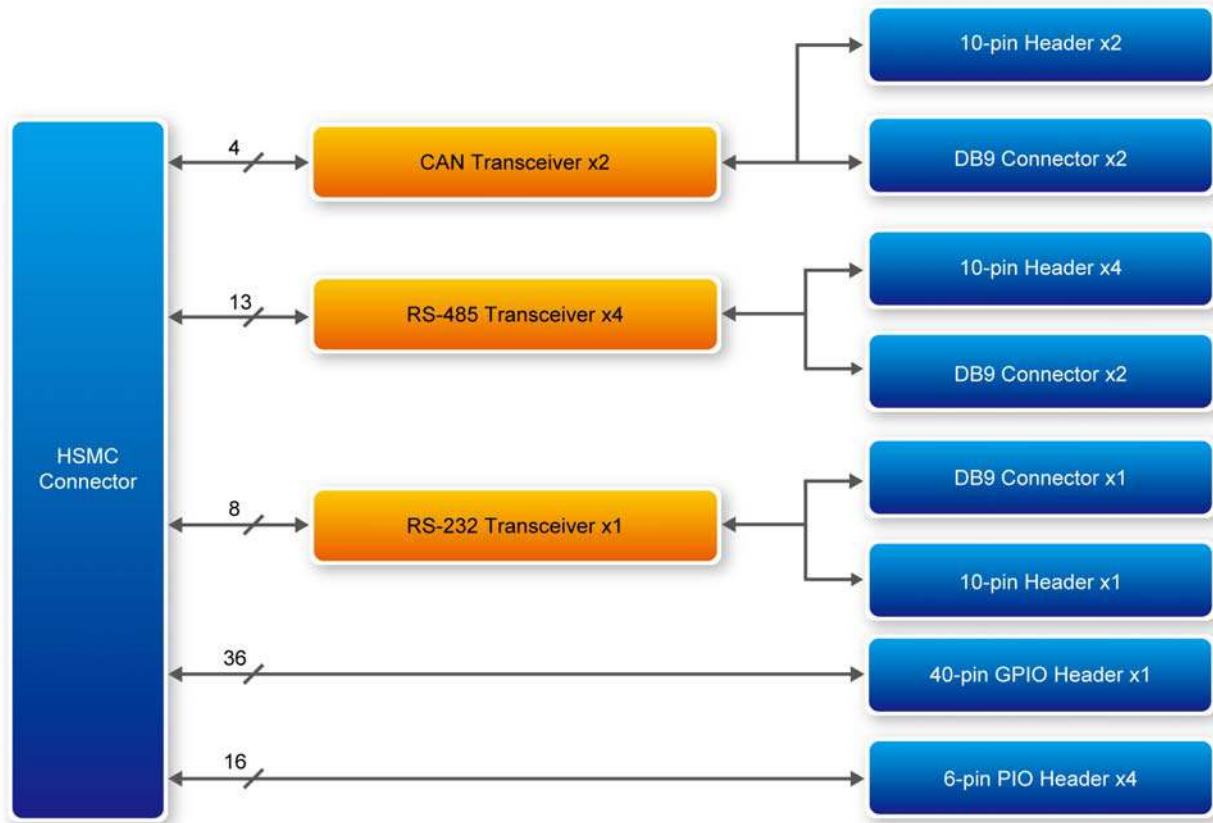 10-pin Header x2
4
CAN Transceiver x2
DB9 Connector x2
10-pin Header x4
13
RS-485 Transceiver x4
DB9 Connector x2
HSMC
Connector
DB9 Connector x1
8
RS-232 Transceiver x1
10-pin Header x1
36
40-pin GPIO Header x1
16
6-pin PIO Header x4